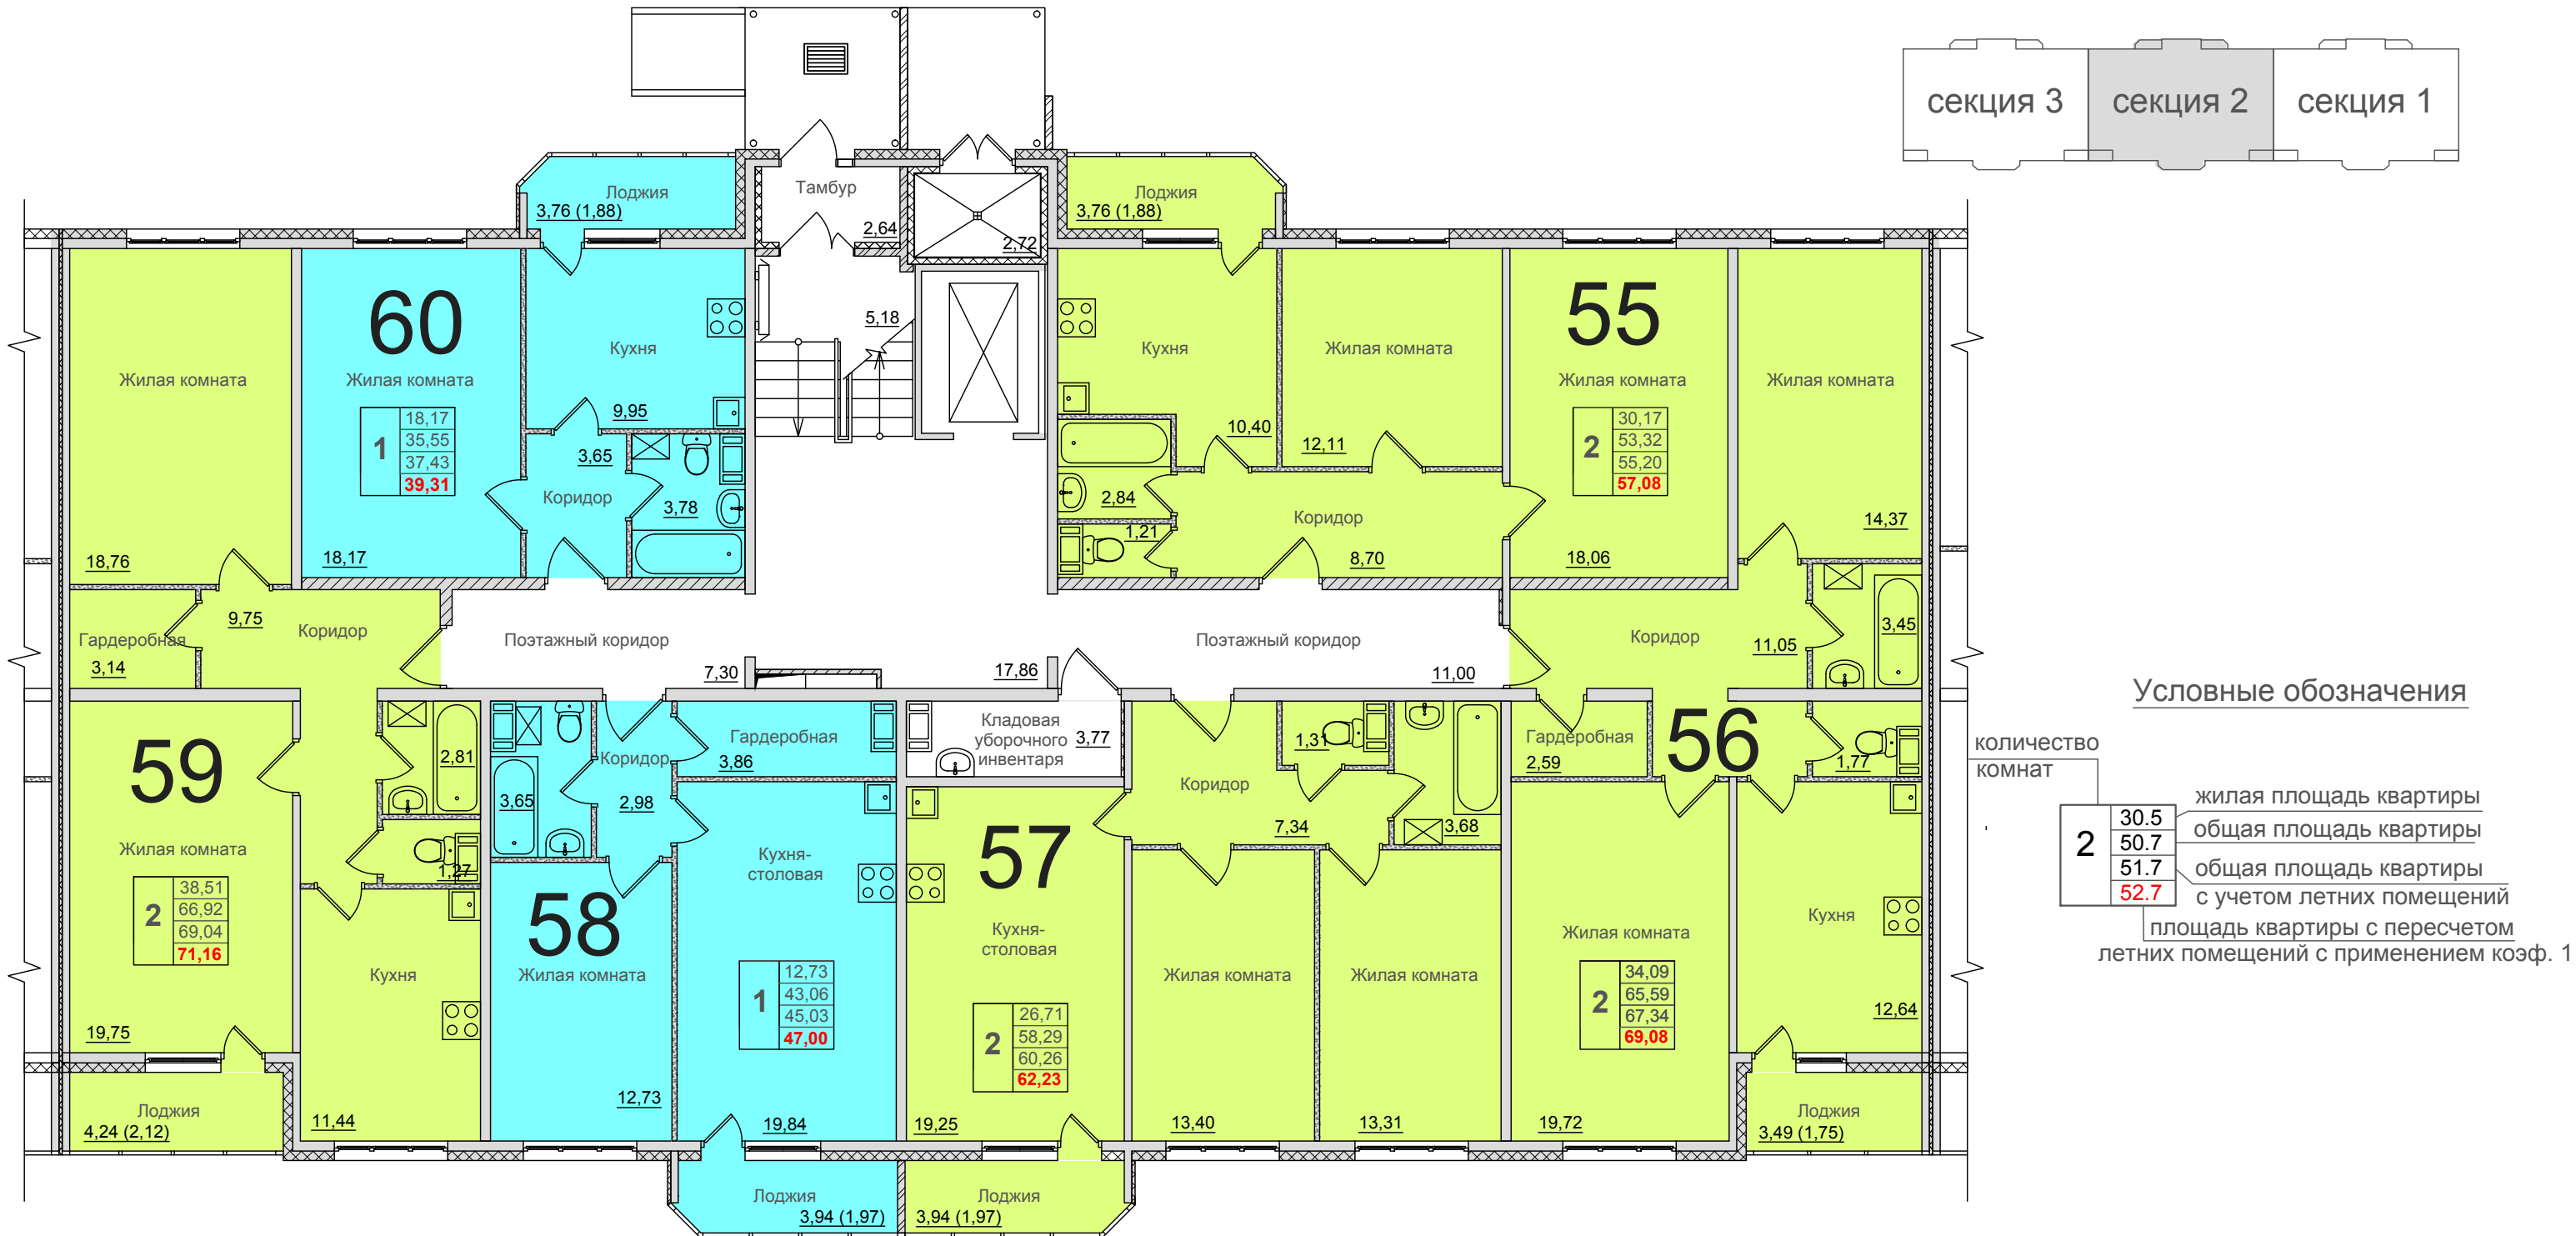 секция 3
секция 2
секция 1
Лоджия
3,76 (1,88)
Тамбур
2,64
2,72
Лоджия
3,76 (1,88)
5,18
60
Жилая комната
1
18,17
35,55
37,43
39,31
18,17
Кухня
9,95
3,65
Коридор
3,78
Жилая комната
18,76
Кухня
10,40
Жилая комната
12,11
2,84
1,21
Коридор
8,70
55
Жилая комната
2
30,17
53,32
55,20
57,08
18,06
Жилая комната
14,37
Гардеробная
3,14
9,75
Коридор
Поэтажный коридор
7,30
17,86
Поэтажный коридор
11,00
Коридор
11,05
3,45
59
Жилая комната
2
38,51
66,92
69,04
71,16
19,75
2,81
1,27
Кухня
11,44
Лоджия
4,24 (2,12)
3,65
Коридор
2,98
Гардеробная
3,86
58
Жилая комната
12,73
Кухня-
столовая
1
12,73
43,06
45,03
47,00
19,84
Лоджия
3,94 (1,97)
Кладовая
уборочного
инвентаря
3,77
57
Кухня-
столовая
2
26,71
58,29
60,26
62,23
19,25
Лоджия
3,94 (1,97)
Коридор
7,34
1,31
3,68
Жилая комната
13,40
Жилая комната
13,31
Гардеробная
2,59
56
1,77
Жилая комната
2
34,09
65,59
67,34
69,08
19,72
Кухня
12,64
Лоджия
3,49 (1,75)
Условные обозначения
количество
комнат
2
30.5
50.7
51.7
52.7
жилая площадь квартиры
общая площадь квартиры
общая площадь квартиры
с учетом летних помещений
площадь квартиры с пересчетом
летних помещений с применением коэф. 1